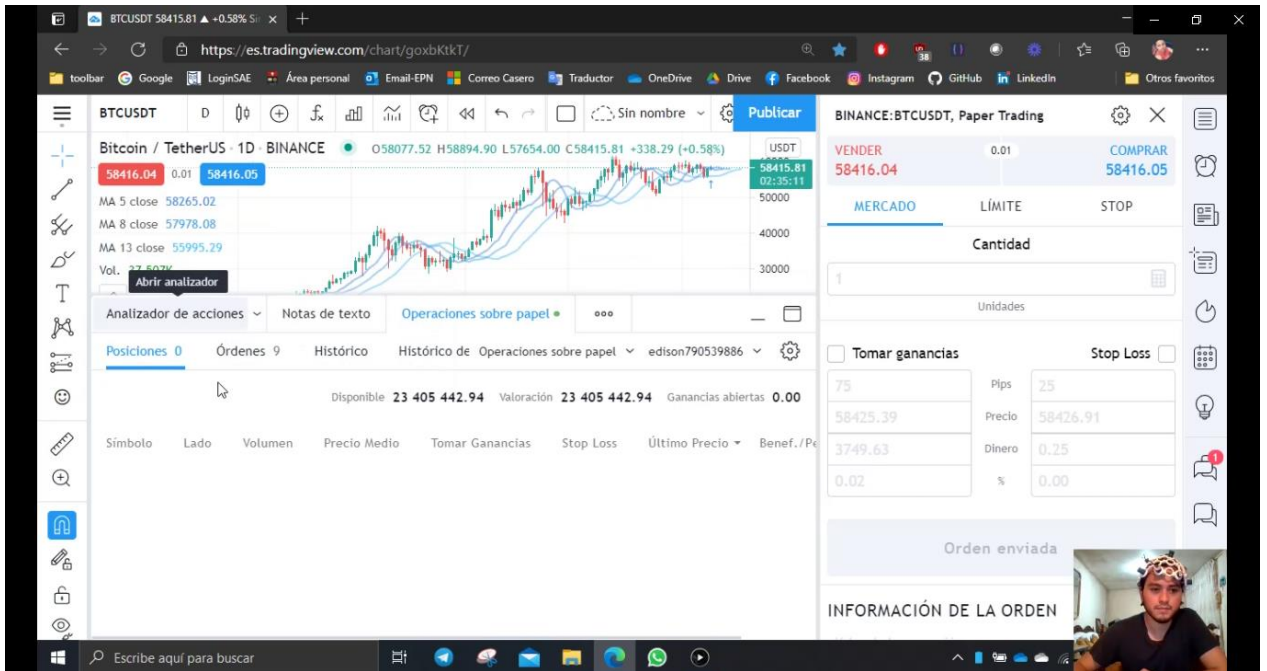 BTCUSDT 58415.81 ▲ +0.58% Si
https://es.tradingview.com/chart/goxbKtkT/
38
toolbar Google LoginSAE Área personal Email-EPN Correo Casero Traductor OneDrive Drive Facebook Instagram GitHub LinkedIn Otros favoritos
BTCUSDT D Sin nombre Publicar
Bitcoin / TetherUS · 1D · BINANCE O58077.52 H58894.90 L57654.00 C58415.81 +338.29 (+0.58%) USDT
58416.04 0.01 58416.05
58415.81
02:35:11
MA 5 close 58265.02
50000
MA 8 close 57978.08
40000
MA 13 close 55995.29
Vol. 27.507K
30000
Abrir analizador
Analizador de acciones Notas de texto Operaciones sobre papel
Posiciones 0 Órdenes 9 Histórico Histórico de Operaciones sobre papel edison790539886
Disponible 23 405 442.94 Valoración 23 405 442.94 Ganancias abiertas 0.00
Símbolo Lado Volumen Precio Medio Tomar Ganancias Stop Loss Último Precio Benef./Pé
BINANCE:BTCUSDT, Paper Trading
VENDER 0.01 COMPRAR
58416.04 58416.05
MERCADO LÍMITE STOP
Cantidad
1
Unidades
Tomar ganancias Stop Loss
75 Pips 25
58425.39 Precio 58426.91
3749.63 Dinero 0.25
0.02 % 0.00
Orden enviada
INFORMACIÓN DE LA ORDEN
1
Escribe aquí para buscar